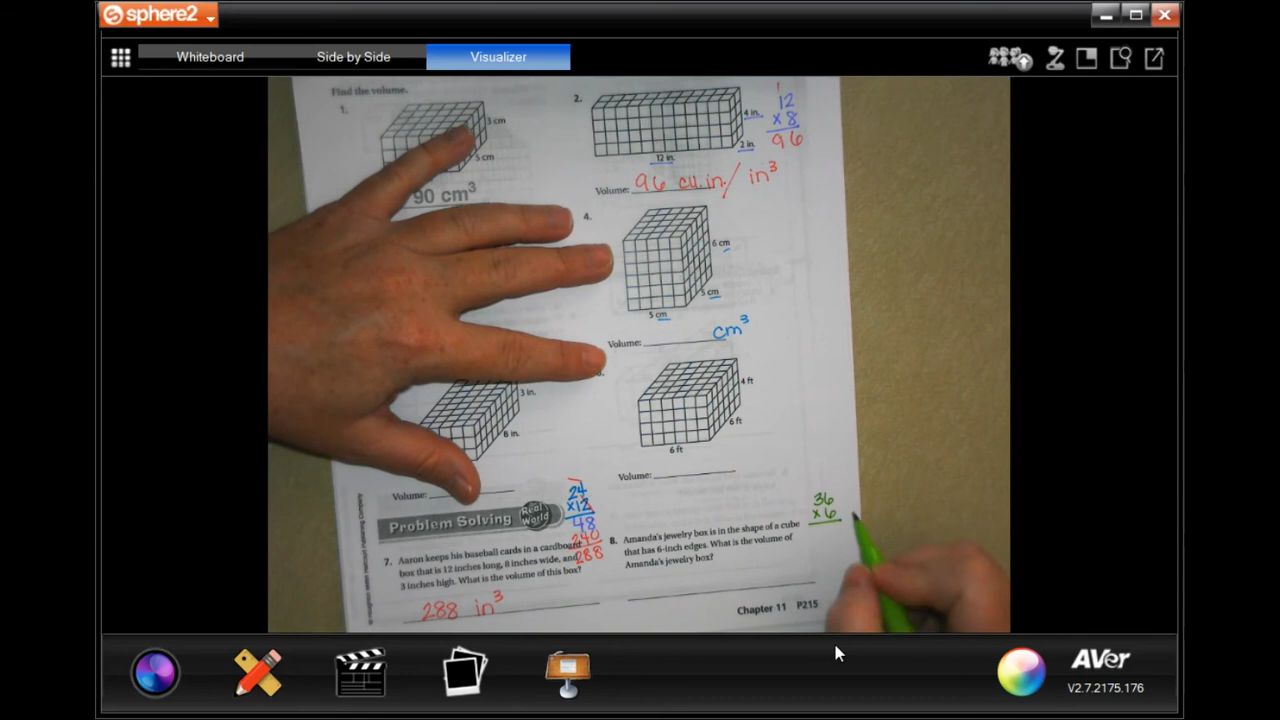 sphere2
Whiteboard
Side by Side
Visualizer
Find the volume.
1.
3 cm
5 cm
90 cm³
2.
4 in.
2 in.
12 in.
12
x 8
96
Volume: 96 cu. in. / in³
4.
6 cm
5 cm
5 cm
Volume: cm³
3 in.
8 in.
Volume:
4 ft
6 ft
6 ft
Volume:
Problem Solving Real World
24
x12
48
240
288
7. Aaron keeps his baseball cards in a cardboard
box that is 12 inches long, 8 inches wide, and
3 inches high. What is the volume of this box?
288 in³
8. Amanda's jewelry box is in the shape of a cube
that has 6-inch edges. What is the volume of
Amanda's jewelry box?
36
x 6
Chapter 11 P215
AVer
V2.7.2175.176